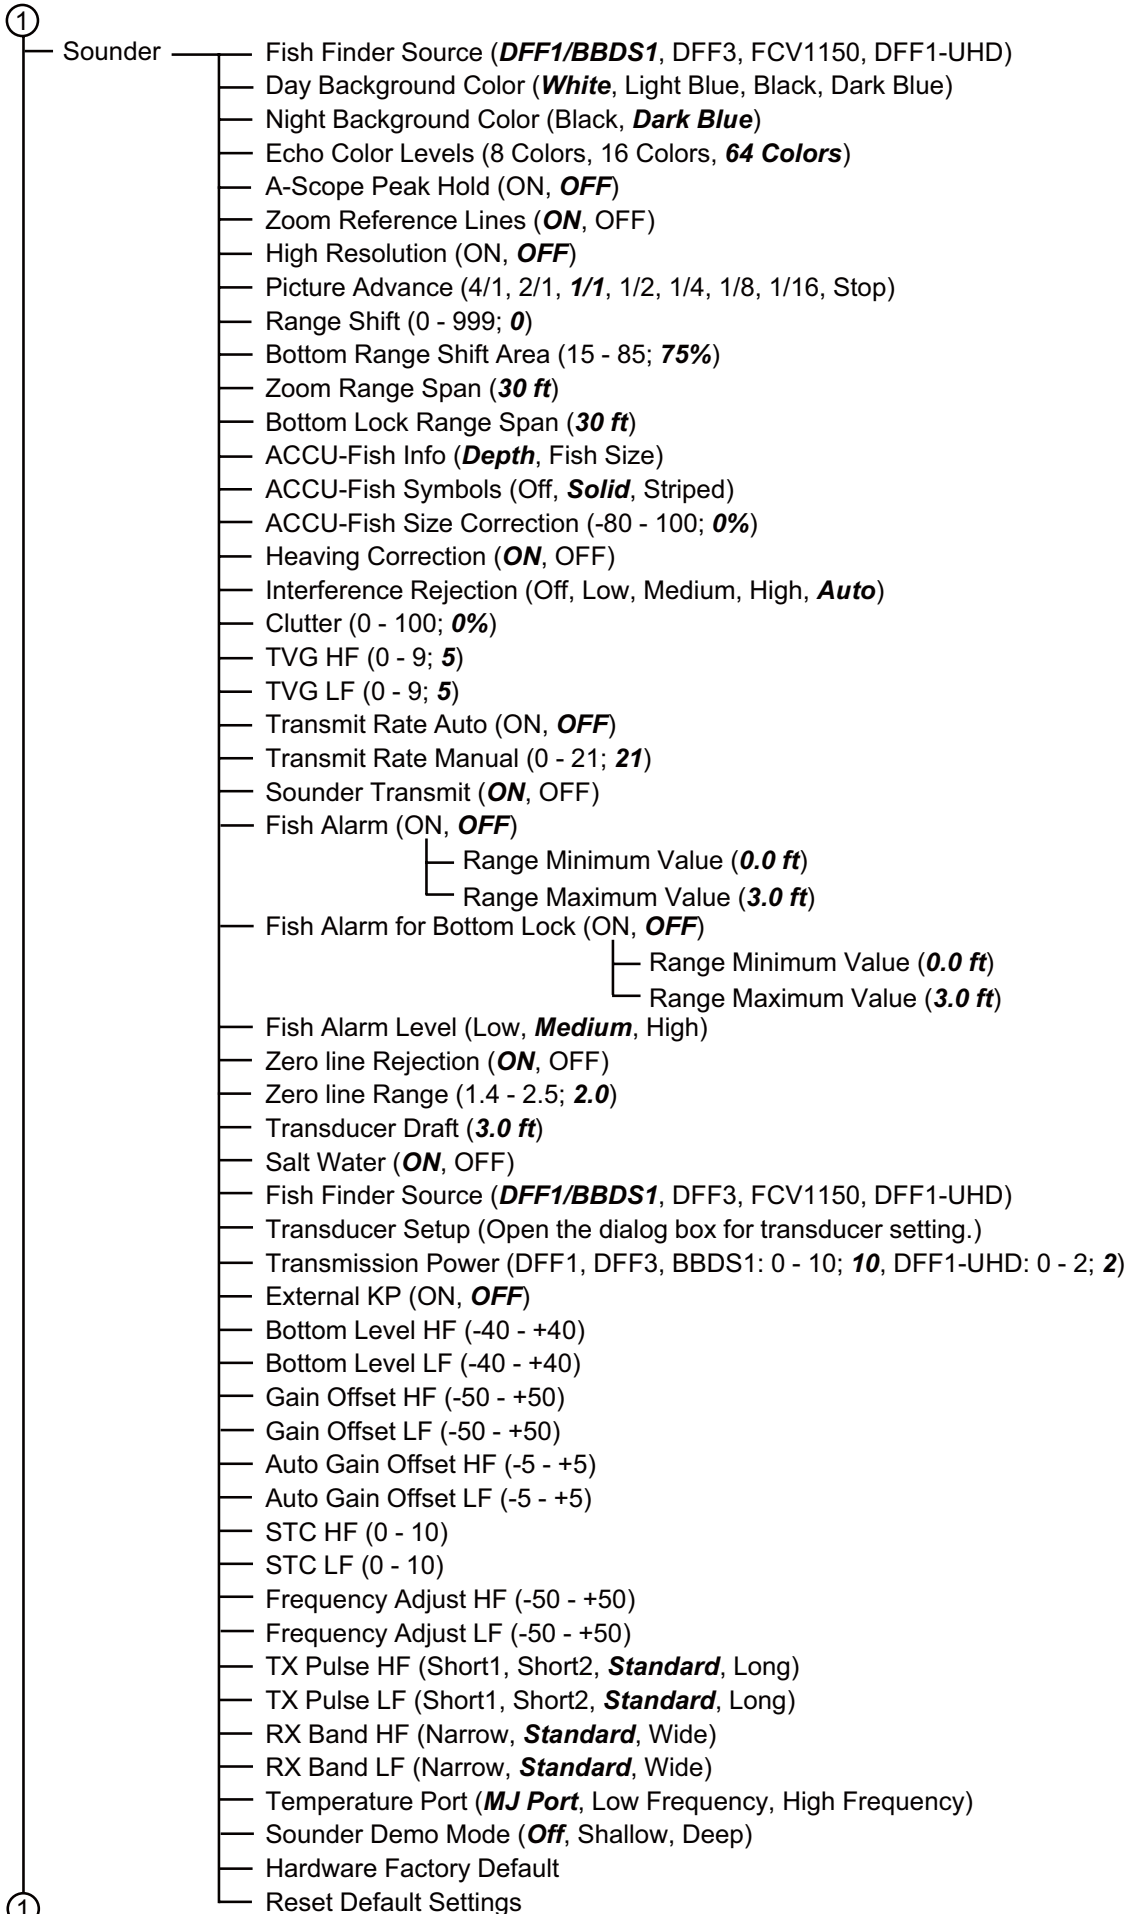 1
Sounder
Fish Finder Source (DFF1/BBDS1, DFF3, FCV1150, DFF1-UHD)
Day Background Color (White, Light Blue, Black, Dark Blue)
Night Background Color (Black, Dark Blue)
Echo Color Levels (8 Colors, 16 Colors, 64 Colors)
A-Scope Peak Hold (ON, OFF)
Zoom Reference Lines (ON, OFF)
High Resolution (ON, OFF)
Picture Advance (4/1, 2/1, 1/1, 1/2, 1/4, 1/8, 1/16, Stop)
Range Shift (0 - 999; 0)
Bottom Range Shift Area (15 - 85; 75%)
Zoom Range Span (30 ft)
Bottom Lock Range Span (30 ft)
ACCU-Fish Info (Depth, Fish Size)
ACCU-Fish Symbols (Off, Solid, Striped)
ACCU-Fish Size Correction (-80 - 100; 0%)
Heaving Correction (ON, OFF)
Interference Rejection (Off, Low, Medium, High, Auto)
Clutter (0 - 100; 0%)
TVG HF (0 - 9; 5)
TVG LF (0 - 9; 5)
Transmit Rate Auto (ON, OFF)
Transmit Rate Manual (0 - 21; 21)
Sounder Transmit (ON, OFF)
Fish Alarm (ON, OFF)
Range Minimum Value (0.0 ft)
Range Maximum Value (3.0 ft)
Fish Alarm for Bottom Lock (ON, OFF)
Range Minimum Value (0.0 ft)
Range Maximum Value (3.0 ft)
Fish Alarm Level (Low, Medium, High)
Zero line Rejection (ON, OFF)
Zero line Range (1.4 - 2.5; 2.0)
Transducer Draft (3.0 ft)
Salt Water (ON, OFF)
Fish Finder Source (DFF1/BBDS1, DFF3, FCV1150, DFF1-UHD)
Transducer Setup (Open the dialog box for transducer setting.)
Transmission Power (DFF1, DFF3, BBDS1: 0 - 10; 10, DFF1-UHD: 0 - 2; 2)
External KP (ON, OFF)
Bottom Level HF (-40 - +40)
Bottom Level LF (-40 - +40)
Gain Offset HF (-50 - +50)
Gain Offset LF (-50 - +50)
Auto Gain Offset HF (-5 - +5)
Auto Gain Offset LF (-5 - +5)
STC HF (0 - 10)
STC LF (0 - 10)
Frequency Adjust HF (-50 - +50)
Frequency Adjust LF (-50 - +50)
TX Pulse HF (Short1, Short2, Standard, Long)
TX Pulse LF (Short1, Short2, Standard, Long)
RX Band HF (Narrow, Standard, Wide)
RX Band LF (Narrow, Standard, Wide)
Temperature Port (MJ Port, Low Frequency, High Frequency)
Sounder Demo Mode (Off, Shallow, Deep)
Hardware Factory Default
Reset Default Settings
1